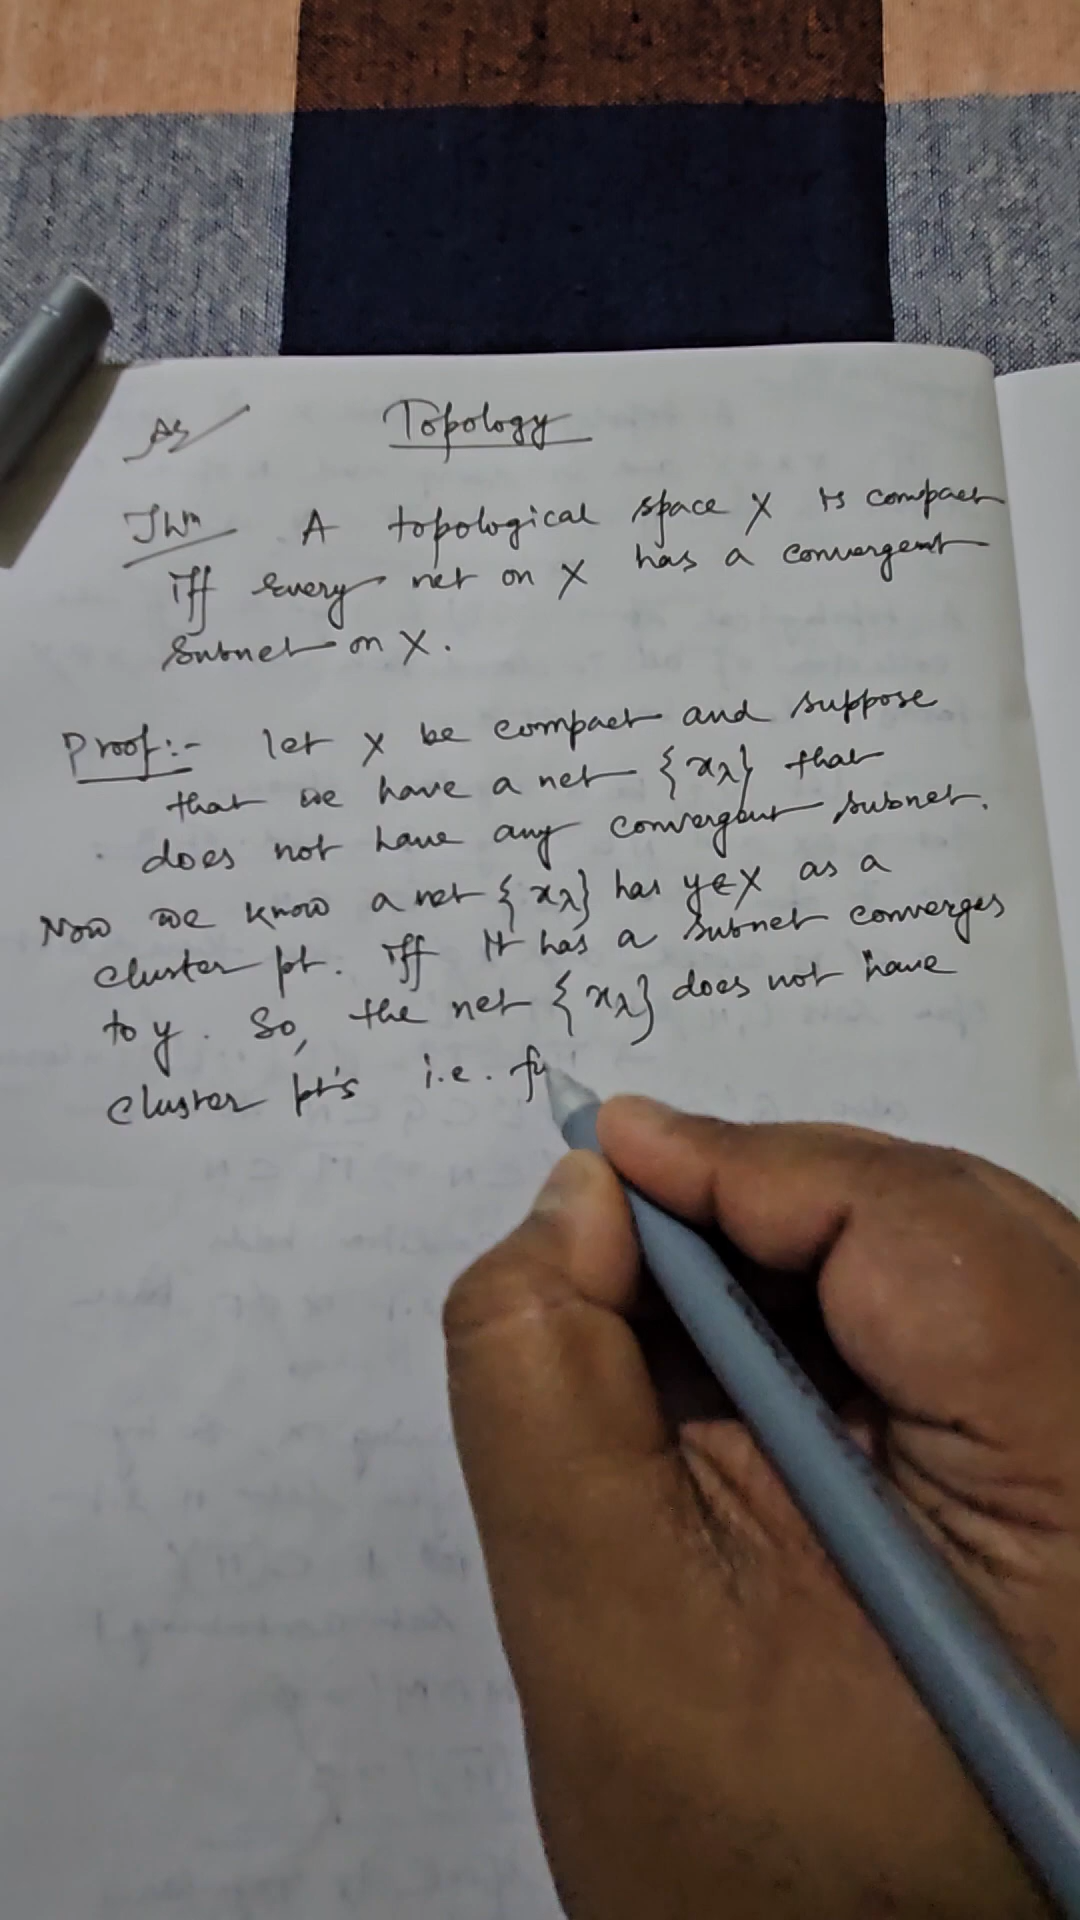 Topology
Thm A topological space X is compact
iff every net on X has a convergent
subnet on X.
Proof:- let X be compact and suppose
that we have a net {xλ} that
does not have any convergent subnet.
Now we know a net {xλ} has y∈X as a
cluster pt. iff it has a subnet converges
to y. So, the net {xλ} does not have
cluster pt's i.e.